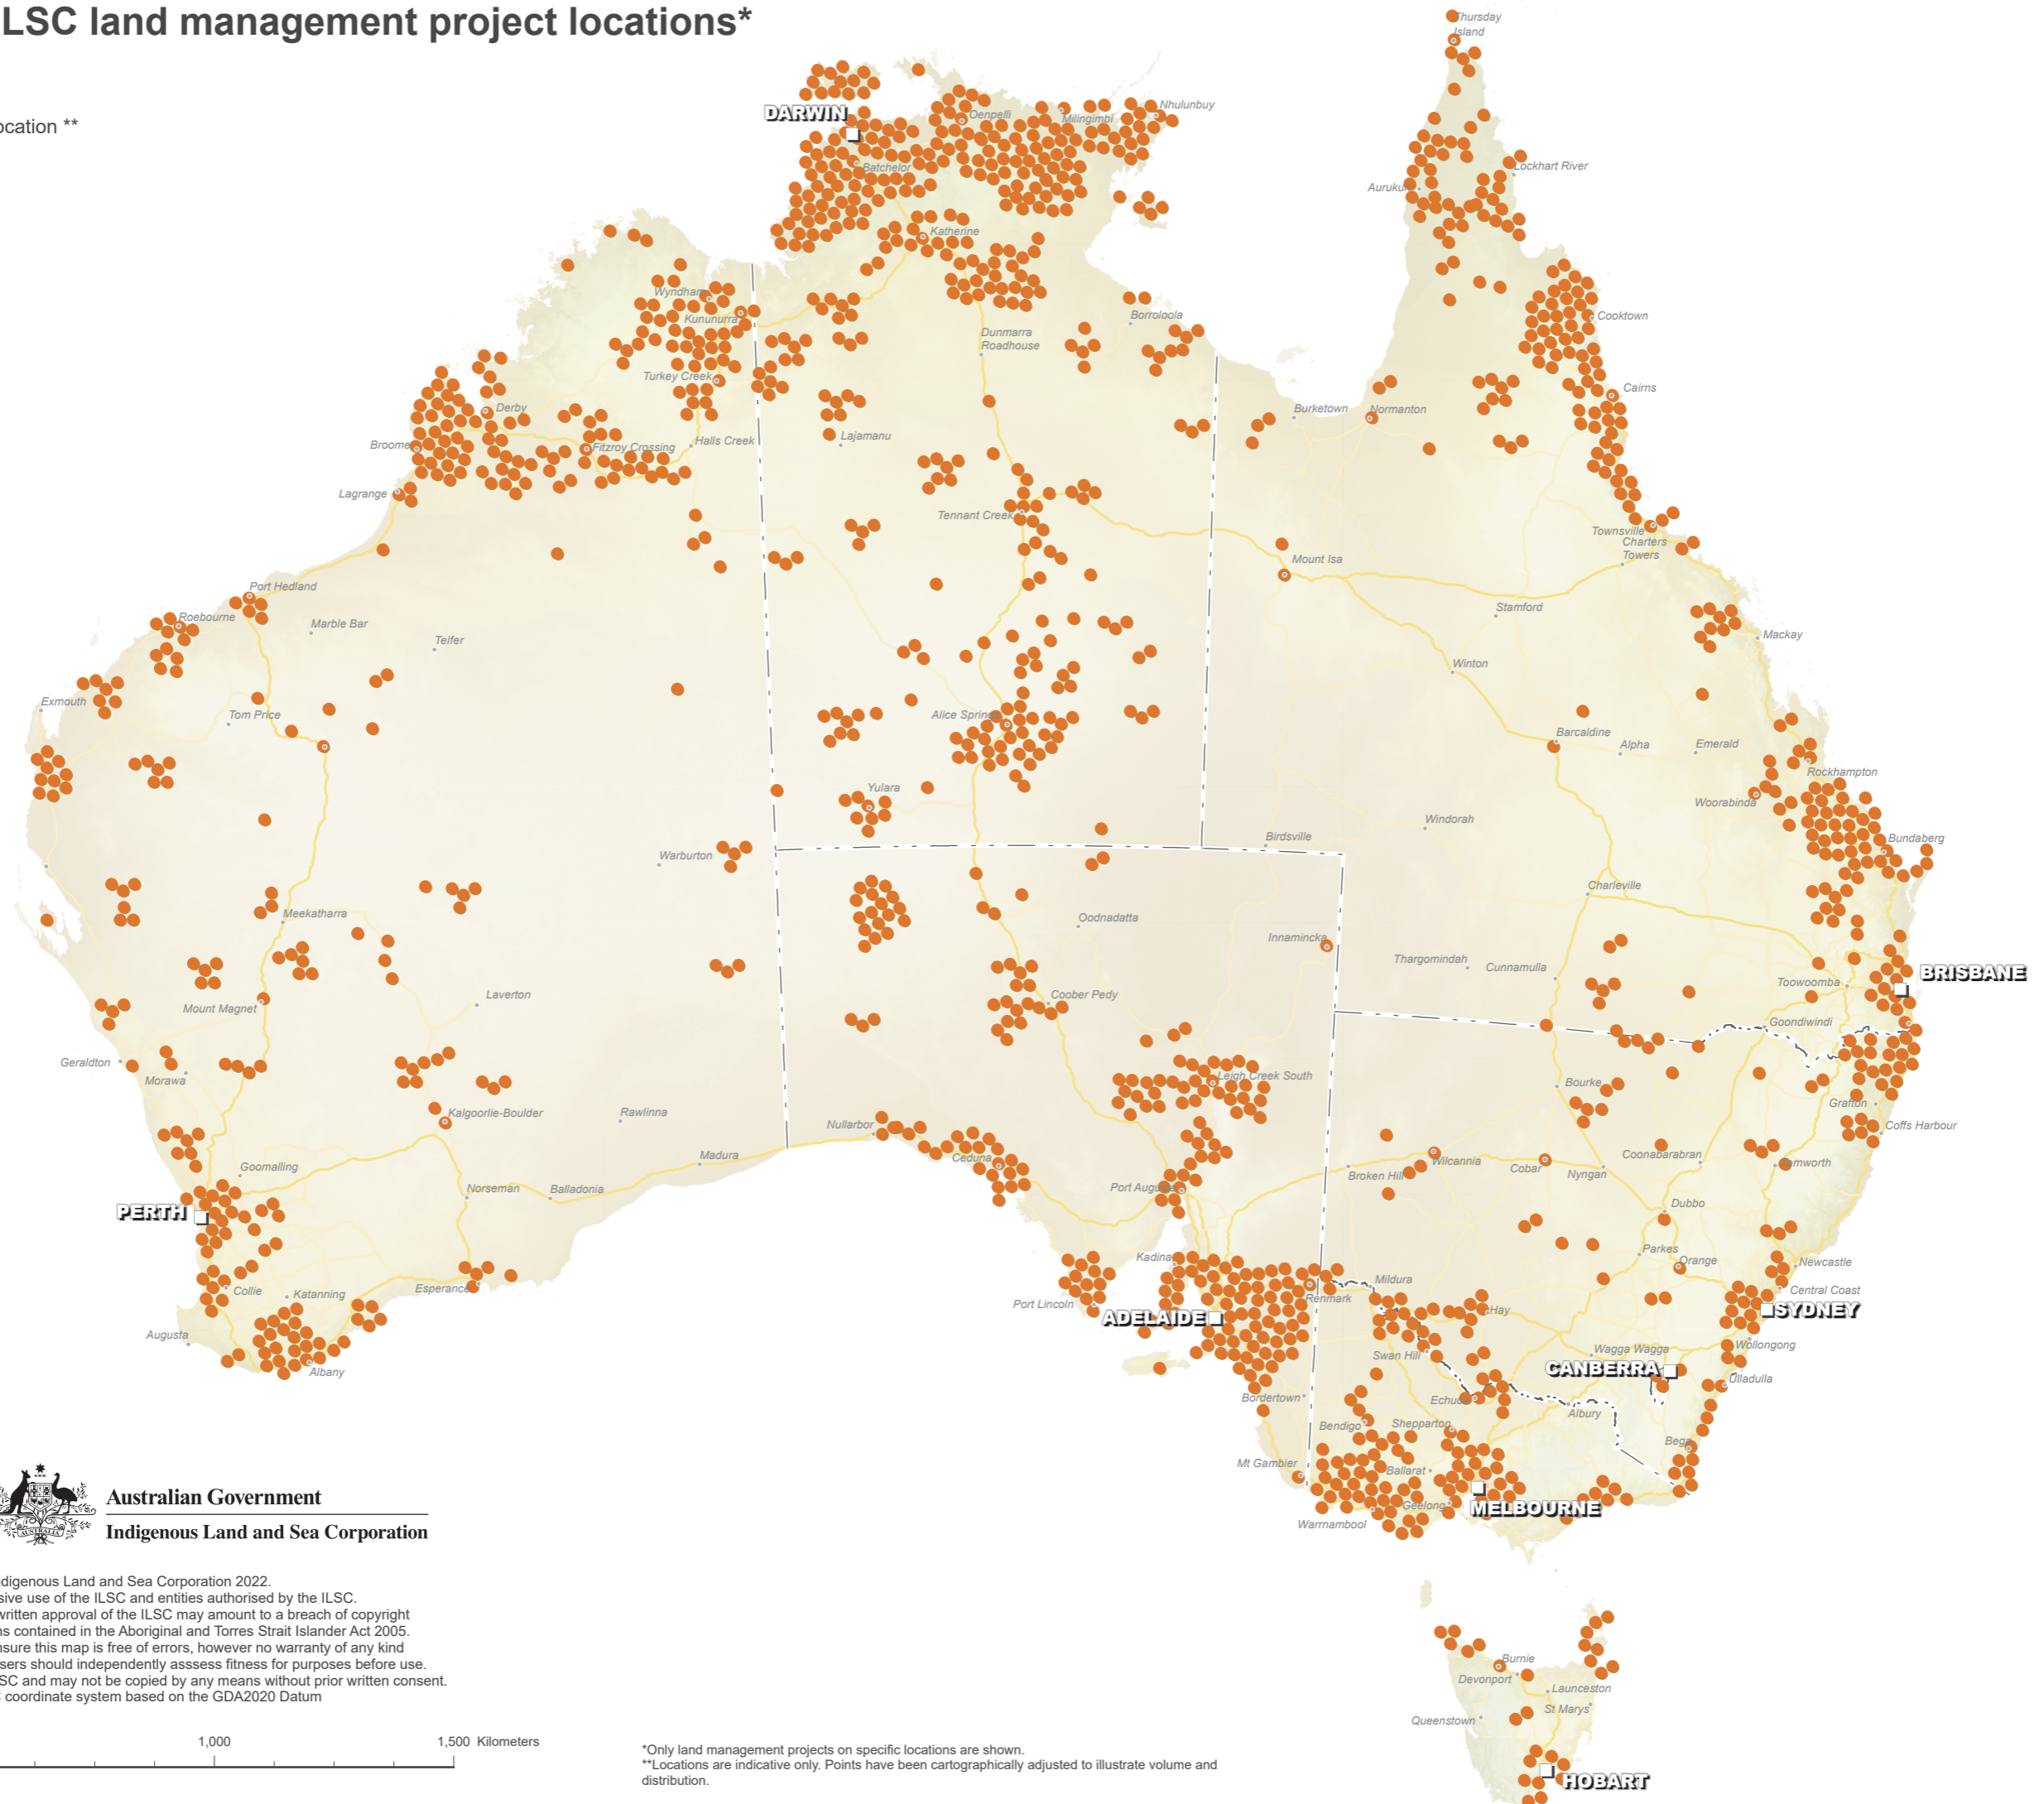 LSC land management project locations*
ocation **
Thursday
Island
DARWIN
Oenpelli
Milingimbi
Nhulunbuy
Batchelor
Lockhart River
Aurukun
Katherine
Wyndham
Kununurra
Borroloola
Cooktown
Dunmarra
Roadhouse
Turkey Creek
Cairns
Derby
Burketown
Normanton
Broome
Fitzroy Crossing
Halls Creek
Lajamanu
Lagrange
Tennant Creek
Townsville
Charters
Towers
Mount Isa
Port Hedland
Roebourne
Marble Bar
Stamford
Telfer
Mackay
Winton
Exmouth
Tom Price
Alice Springs
Barcaldine
Alpha
Emerald
Rockhampton
Yulara
Woorabinda
Windorah
Birdsville
Bundaberg
Warburton
Charleville
Meekatharra
Oodnadatta
Innamincka
Thargomindah
Cunnamulla
BRISBANE
Toowoomba
Laverton
Coober Pedy
Mount Magnet
Goondiwindi
Geraldton
Morawa
Leigh Creek South
Bourke
Grafton
Kalgoorlie-Boulder
Rawlinna
Nullarbor
Coffs Harbour
Madura
Ceduna
Coonabarabran
Goomalling
Wilcannia
Cobar
Tamworth
Broken Hill
Nyngan
Norseman
Balladonia
Port Augusta
PERTH
Dubbo
Kadina
Parkes
Orange
Newcastle
Collie
Katanning
Esperance
Mildura
Central Coast
Renmark
Port Lincoln
ADELAIDE
Hay
SYDNEY
Augusta
Wollongong
Swan Hill
Wagga Wagga
Albany
CANBERRA
Ulladulla
Bordertown
Echuca
Albury
Bendigo
Shepparton
Bega
Mt Gambier
Ballarat
Geelong
MELBOURNE
Warrnambool
AUSTRALIA
Australian Government
Indigenous Land and Sea Corporation
digenous Land and Sea Corporation 2022.
sive use of the ILSC and entities authorised by the ILSC.
written approval of the ILSC may amount to a breach of copyright
ns contained in the Aboriginal and Torres Strait Islander Act 2005.
nsure this map is free of errors, however no warranty of any kind
sers should independently asssess fitness for purposes before use.
SC and may not be copied by any means without prior written consent.
coordinate system based on the GDA2020 Datum
Burnie
Devonport
Launceston
St Marys
Queenstown
HOBART
1,000
1,500 Kilometers
*Only land management projects on specific locations are shown.
**Locations are indicative only. Points have been cartographically adjusted to illustrate volume and
distribution.